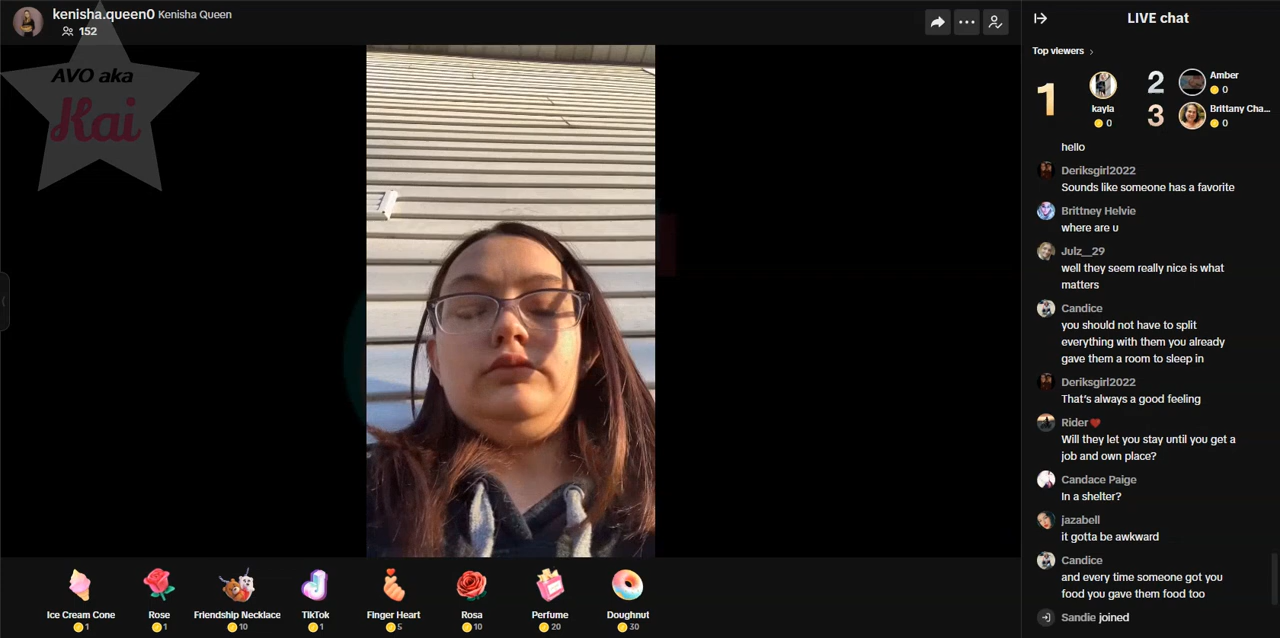 kenisha.queen0 Kenisha Queen
152
AVO aka
Kai
LIVE chat
Top viewers
1
kayla
0
2
Amber
0
3
Brittany Cha...
0
hello
Deriksgirl2022
Sounds like someone has a favorite
Brittney Helvie
where are u
Julz__29
well they seem really nice is what
matters
Candice
you should not have to split
everything with them you already
gave them a room to sleep in
Deriksgirl2022
That's always a good feeling
Rider
Will they let you stay until you get a
job and own place?
Candace Paige
In a shelter?
jazabell
it gotta be awkward
Candice
and every time someone got you
food you gave them food too
Sandie joined
Ice Cream Cone
1
Rose
1
Friendship Necklace
10
TikTok
1
Finger Heart
5
Rosa
10
Perfume
20
Doughnut
30